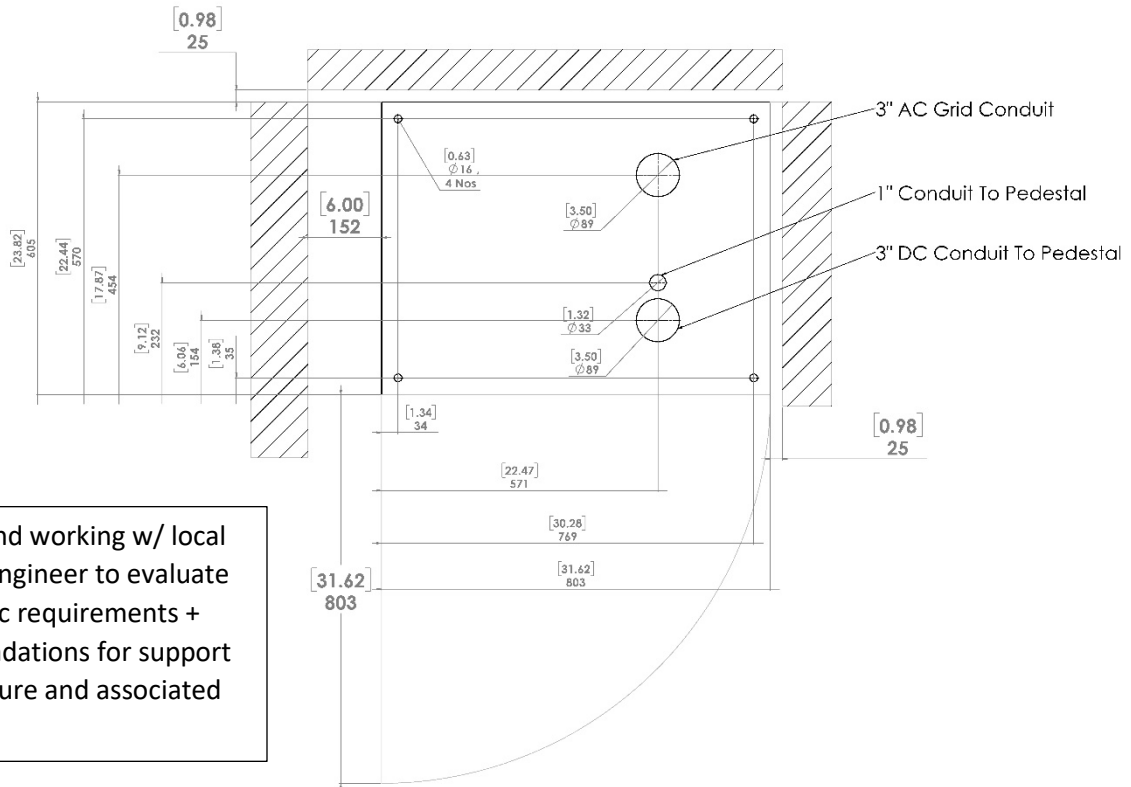 [0.98]
25
3" AC Grid Conduit
[0.63]
Ø16
4 Nos
[6.00]
152
[3.50]
Ø89
1" Conduit To Pedestal
3" DC Conduit To Pedestal
[23.82]
605
[22.44]
570
[17.87]
454
[9.12]
232
[6.06]
154
[1.38]
35
[1.32]
Ø33
[3.50]
Ø89
[1.34]
34
[0.98]
25
[22.47]
571
[30.28]
769
[31.62]
803
[31.62]
803
nd working w/ local
ngineer to evaluate
c requirements +
dations for support
ure and associated